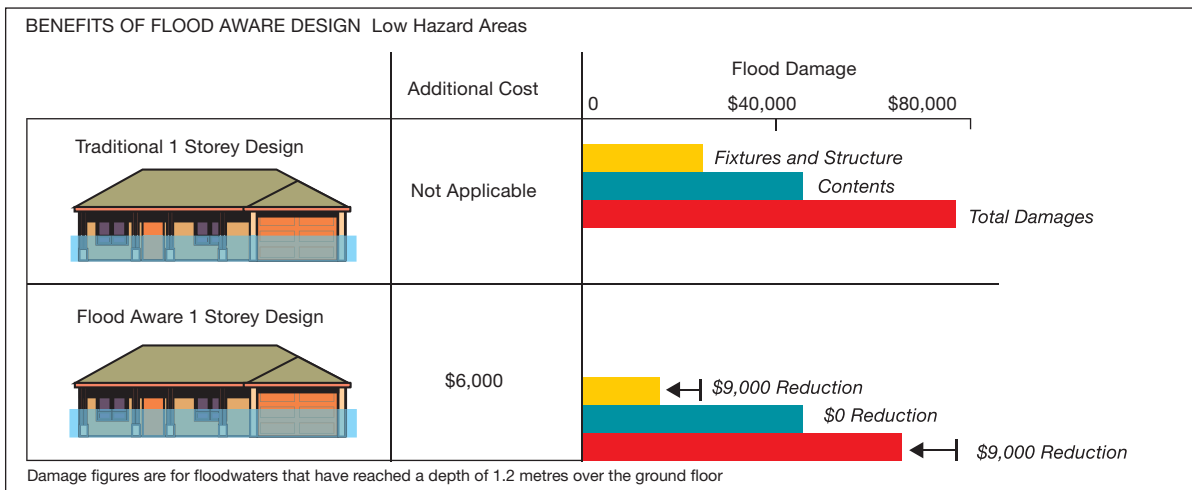 BENEFITS OF FLOOD AWARE DESIGN Low Hazard Areas
Additional Cost
Flood Damage
0 $40,000 $80,000
Traditional 1 Storey Design
Not Applicable
Fixtures and Structure
Contents
Total Damages
Flood Aware 1 Storey Design
$6,000
$9,000 Reduction
$0 Reduction
$9,000 Reduction
Damage figures are for floodwaters that have reached a depth of 1.2 metres over the ground floor